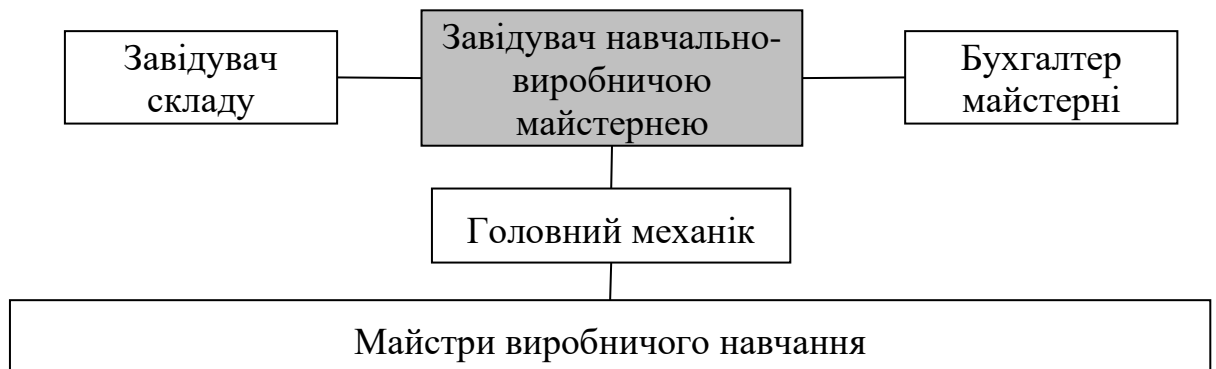 Завідувач
складу
Завідувач навчально-
виробничою
майстернею
Бухгалтер
майстерні
Головний механік
Майстри виробничого навчання